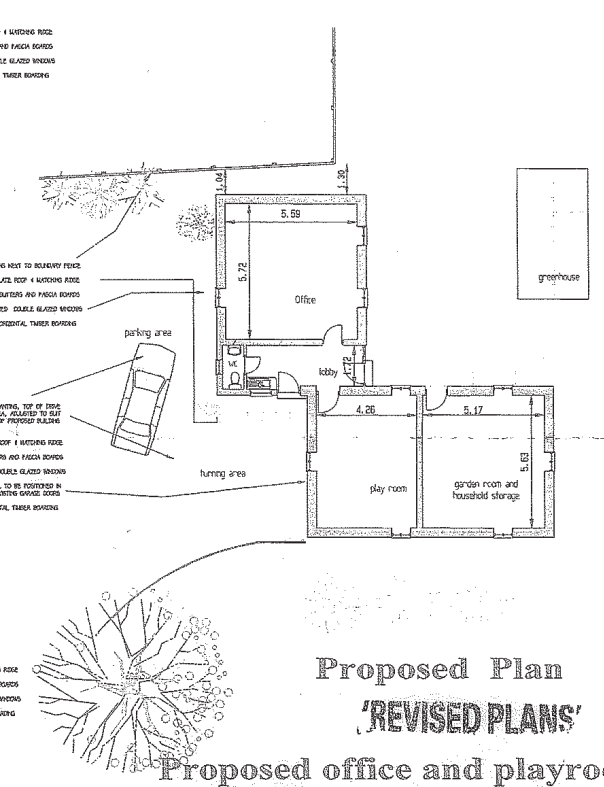 & MATCHING RIDGE
AND FASCIA BOARDS
DOUBLE GLAZED WINDOWS
TIMBER BOARDING
1.04
1.30
5.59
5.72
Office
greenhouse
NEXT TO BOUNDARY FENCE
SLATE ROOF & MATCHING RIDGE
GUTTERS AND FASCIA BOARDS
DOUBLE GLAZED WINDOWS
HORIZONTAL TIMBER BOARDING
parking area
WC
lobby
1.72
PLANTING, TOP OF DRIVE
ADJUSTED TO SUIT
OF PROPOSED BUILDING
4.26
5.17
5.63
ROOF & MATCHING RIDGE
AND FASCIA BOARDS
DOUBLE GLAZED WINDOWS
TO BE POSITIONED IN
EXISTING GARAGE DOORS
TIMBER BOARDING
turning area
play room
garden room and
household storage
RIDGE
BOARDS
WINDOWS
Proposed Plan
'REVISED PLANS'
Proposed office and playroo